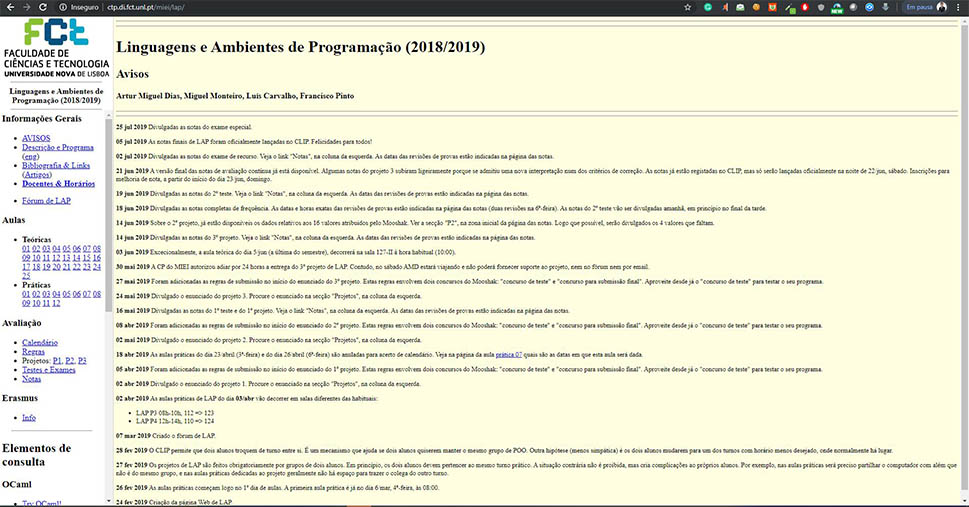 Inseguro | ctp.di.fct.unl.pt/miei/lap/
Em pausa
NEW
FCt
FACULDADE DE
CIÊNCIAS E TECNOLOGIA
UNIVERSIDADE NOVA DE LISBOA
Linguagens e Ambientes de
Programação (2018/2019)
Informações Gerais
AVISOS
Descrição e Programa
(eng)
Bibliografia & Links
(Artigos)
Docentes & Horários
Fórum de LAP
Aulas
Teóricas
01 02 03 04 05 06 07 08
09 10 11 12 13 14 15 16
17 18 19 20 21 22 23 24
25
Práticas
01 02 03 04 05 06 07 08
09 10 11 12
Avaliação
Calendário
Regras
Projetos: P1, P2, P3
Testes e Exames
Notas
Erasmus
Info
Elementos de
consulta
OCaml
Try OCaml!
Linguagens e Ambientes de Programação (2018/2019)
Avisos
Artur Miguel Dias, Miguel Monteiro, Luís Carvalho, Francisco Pinto
25 jul 2019 Divulgadas as notas do exame especial.
05 jul 2019 As notas finais de LAP foram oficialmente lançadas no CLIP. Felicidades para todos!
02 jul 2019 Divulgadas as notas do exame de recurso. Veja o link "Notas", na coluna da esquerda. As datas das revisões de provas estão indicadas na página das notas.
21 jun 2019 A versão final das notas de avaliação contínua já está disponível. Algumas notas do projeto 3 subiram ligeiramente porque se admitiu uma nova interpretação num dos critérios de correção. As notas já estão registadas no CLIP, mas só serão lançadas oficialmente na noite de 22/jun, sábado. Inscrições para
melhoria de nota, a partir do início do dia 23 jun, domingo.
19 jun 2019 Divulgadas as notas do 2º teste. Veja o link "Notas", na coluna da esquerda. As datas das revisões de provas estão indicadas na página das notas.
18 jun 2019 Divulgadas as notas completas de frequência. As datas e horas exatas das revisões de provas estão indicadas na página das notas (duas revisões na 6ª-feira). As notas do 2º teste vão ser divulgadas amanhã, em princípio no final da tarde.
14 jun 2019 Sobre o 2º projeto, já estão disponíveis os dados relativos aos 16 valores atribuídos pelo Mooshak. Ver a secção "P2", na zona inicial da página das notas. Logo que possível, serão divulgados os 4 valores que faltam.
14 jun 2019 Divulgadas as notas do 3º projeto. Veja o link "Notas", na coluna da esquerda. As datas das revisões de provas estão indicadas na página das notas.
03 jun 2019 Excecionalmente, a aula teórica do dia 5/jun (a última do semestre), decorrerá na sala 127-II à hora habitual (10:00).
30 mai 2019 A CP do MIEI autorizou adiar por 24 horas a entrega do 3º projeto de LAP. Contudo, no sábado AMD estará viajando e não poderá fornecer suporte ao projeto, nem no fórum nem por email.
27 mai 2019 Foram adicionadas as regras de submissão no início do enunciado do 3º projeto. Estas regras envolvem dois concursos do Mooshak: "concurso de teste" e "concurso para submissão final". Aproveite desde já o "concurso de teste" para testar o seu programa.
24 mai 2019 Divulgado o enunciado do projeto 3. Procure o enunciado na secção "Projetos", na coluna da esquerda.
16 mai 2019 Divulgadas as notas do 1º teste e do 1º projeto. Veja o link "Notas", na coluna da esquerda. As datas das revisões de provas estão indicadas na página das notas.
08 abr 2019 Foram adicionadas as regras de submissão no início do enunciado do 2º projeto. Estas regras envolvem dois concursos do Mooshak: "concurso de teste" e "concurso para submissão final". Aproveite desde já o "concurso de teste" para testar o seu programa.
02 mai 2019 Divulgado o enunciado do projeto 2. Procure o enunciado na secção "Projetos", na coluna da esquerda.
18 abr 2019 As aulas práticas do dia 23/abril (3ª-feira) e do dia 26/abril (6ª-feira) são anuladas para acerto de calendário. Veja na página da aula prática 07 quais são as datas em que esta aula será dada.
05 abr 2019 Foram adicionadas as regras de submissão no início do enunciado do 1º projeto. Estas regras envolvem dois concursos do Mooshak: "concurso de teste" e "concurso para submissão final". Aproveite desde já o "concurso de teste" para testar o seu programa.
02 abr 2019 Divulgado o enunciado do projeto 1. Procure o enunciado na secção "Projetos", na coluna da esquerda.
02 abr 2019 As aulas práticas de LAP do dia 03/abr vão decorrer em salas diferentes das habituais:
LAP P3 08h-10h, 112 => 123
LAP P4 12h-14h, 110 => 124
07 mar 2019 Criado o fórum de LAP.
28 fev 2019 O CLIP permite que dois alunos troquem de turno entre si. É um mecanismo que ajuda se dois alunos quiserem manter o mesmo grupo de POO. Outra hipótese (menos simpática) é os dois alunos mudarem para um dos turnos com horário menos desejado, onde normalmente há lugar.
27 fev 2019 Os projetos de LAP são feitos obrigatoriamente por grupos de dois alunos. Em princípio, os dois alunos devem pertencer ao mesmo turno prático. A situação contrária não é proibida, mas cria complicações ao próprios alunos. Por exemplo, nas aulas práticas será preciso partilhar o computador com além que
não é do mesmo grupo, e nas aulas práticas dedicadas ao projeto geralmente não há espaço para trazer o colega do outro turno.
26 fev 2019 As aulas práticas começam logo no 1º dia de aulas. A primeira aula prática é já no dia 6/mar, 4ª-feira, às 08:00.
24 fev 2019 Criação da página Web de LAP.